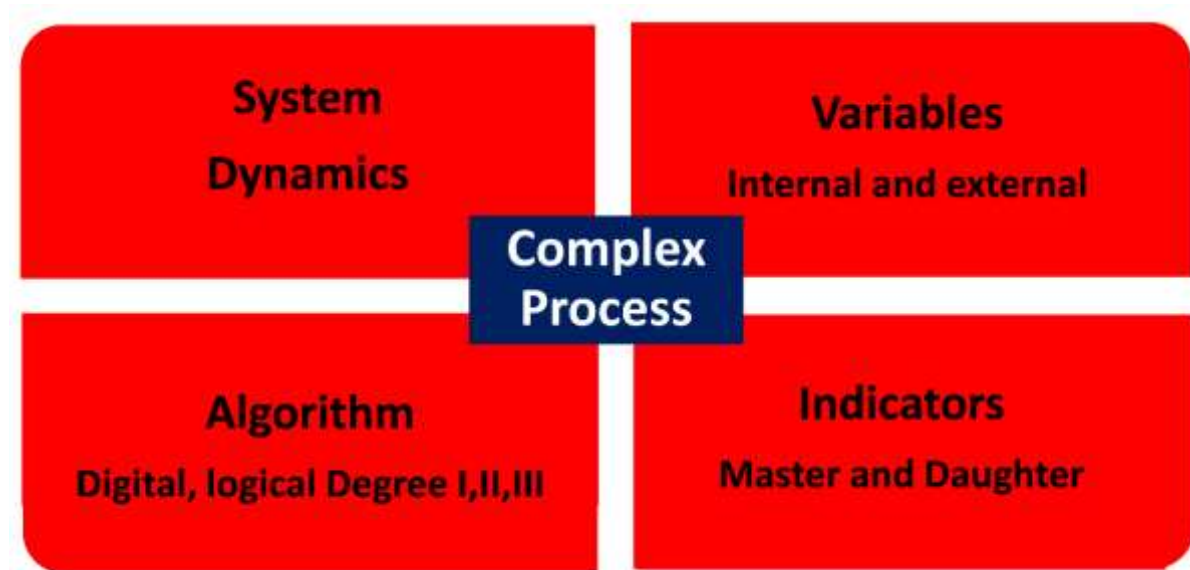 System
Dynamics
Variables
Internal and external
Complex
Process
Algorithm
Digital, logical Degree I,II,III
Indicators
Master and Daughter